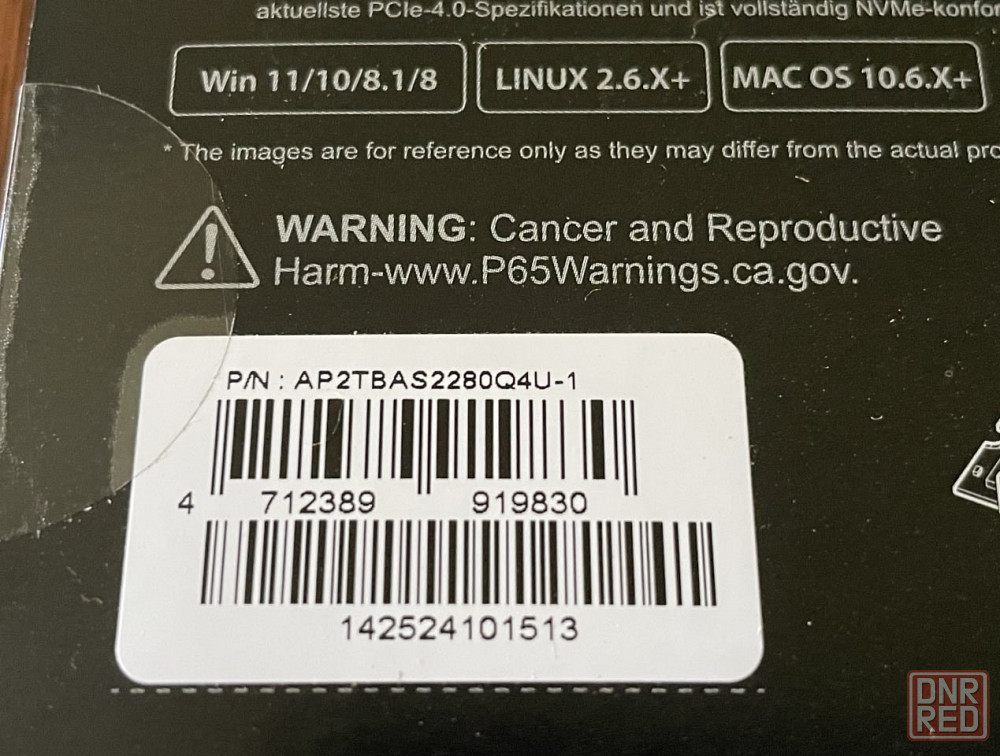 aktuellste PCIe-4.0-Spezifikationen und ist vollständig
Win 11/10/8.1/8
LINUX 2.6.X+
MAC OS 10.6.X+
* The images are for reference only as they may differ from the actual
WARNING: Cancer and Reproductive
Harm-www.P65Warnings.ca.gov.
P/N : AP2TBAS2280Q4U-1
4 712389 919830
142524101513
DNR
RED